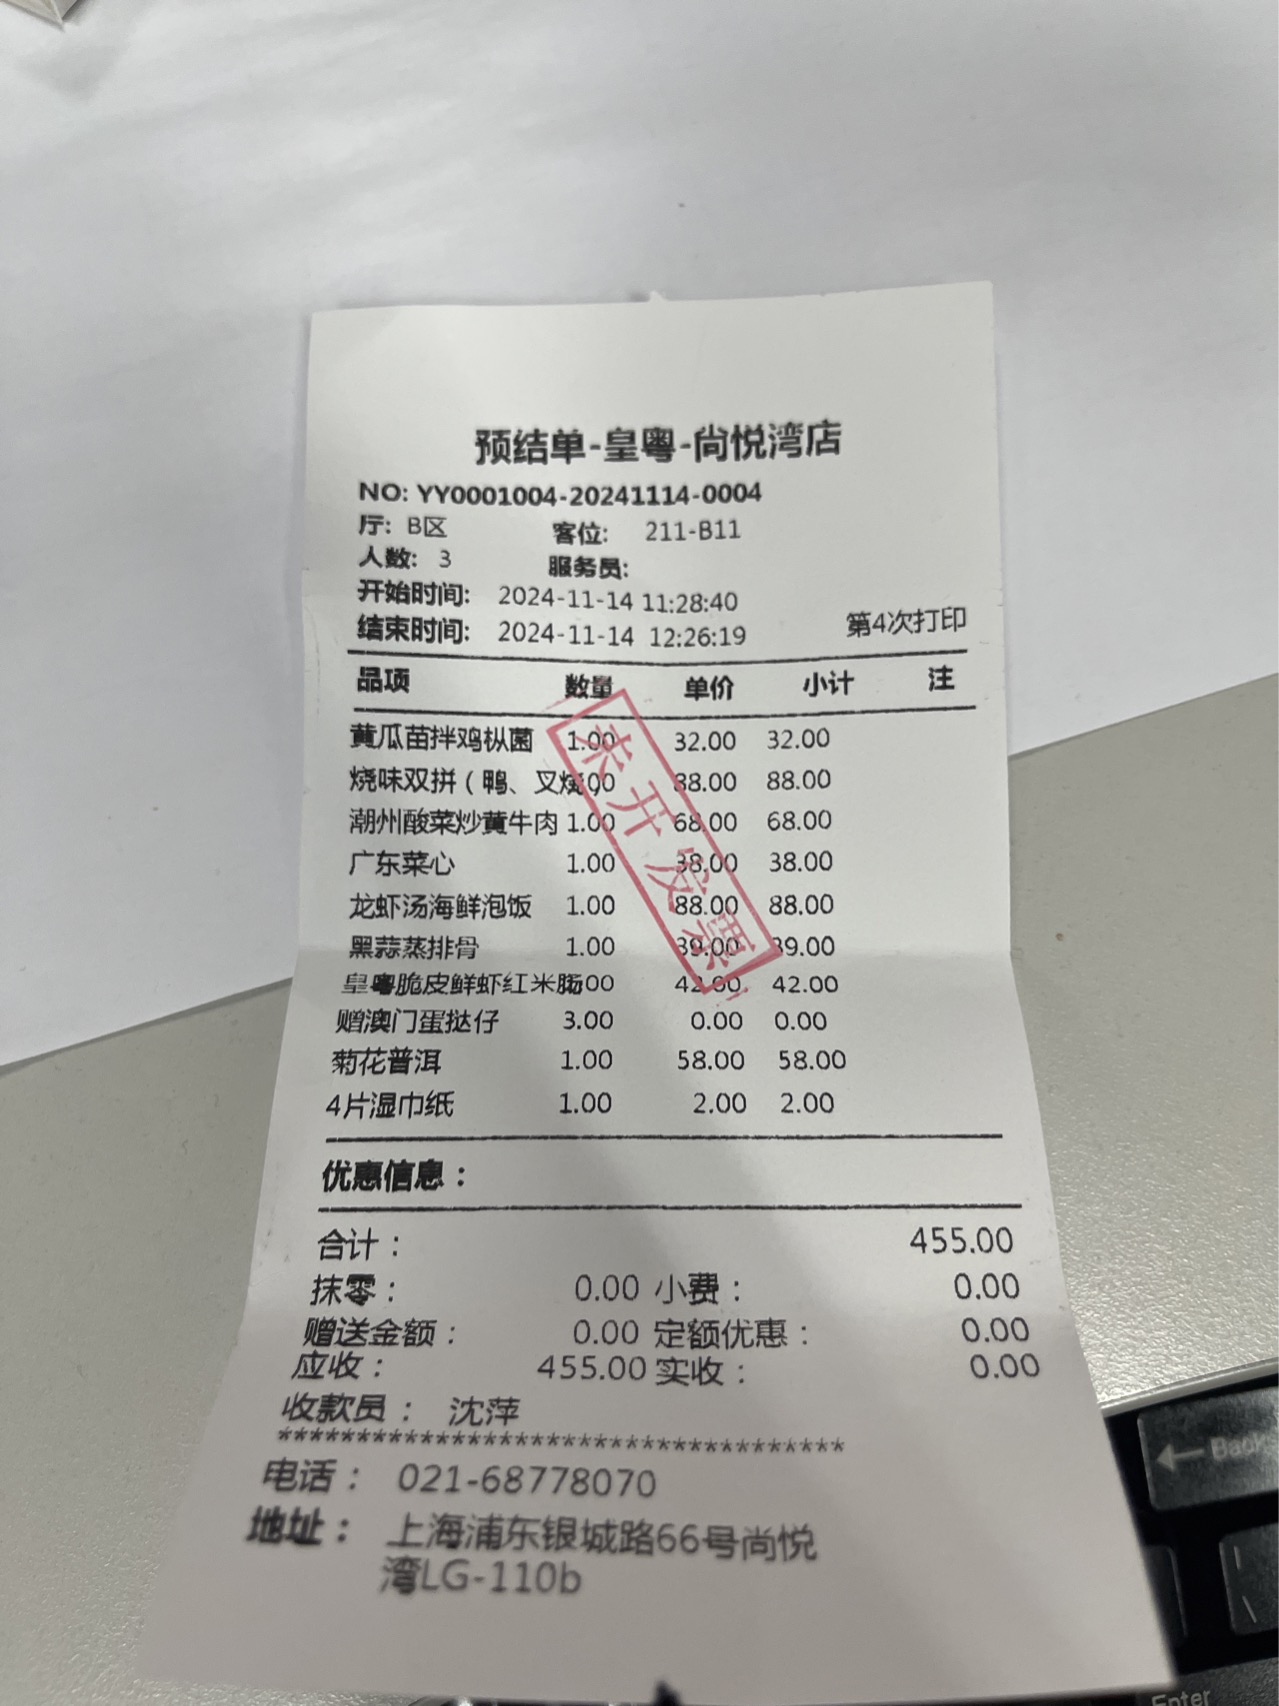 预结单-皇粤-尚悦湾店
NO: YY0001004-20241114-0004
厅: B区 客位: 211-B11
人数: 3 服务员:
开始时间: 2024-11-14 11:28:40
结束时间: 2024-11-14 12:26:19 第4次打印
品项 数量 单价 小计 注
黄瓜苗拌鸡枞菌 1.00 32.00 32.00
烧味双拼（鸭、叉烧）00 88.00 88.00
潮州酸菜炒黄牛肉 1.00 68.00 68.00
广东菜心 1.00 38.00 38.00
龙虾汤海鲜泡饭 1.00 88.00 88.00
黑蒜蒸排骨 1.00 39.00 39.00
皇粤脆皮鲜虾红米肠.00 42.00 42.00
赠澳门蛋挞仔 3.00 0.00 0.00
菊花普洱 1.00 58.00 58.00
4片湿巾纸 1.00 2.00 2.00
未开发票
优惠信息：
合计： 455.00
抹零： 0.00 小费： 0.00
赠送金额： 0.00 定额优惠： 0.00
应收： 455.00 实收： 0.00
收款员： 沈萍
************************************
电话： 021-68778070
地址： 上海浦东银城路66号尚悦
湾LG-110b
Back
Enter